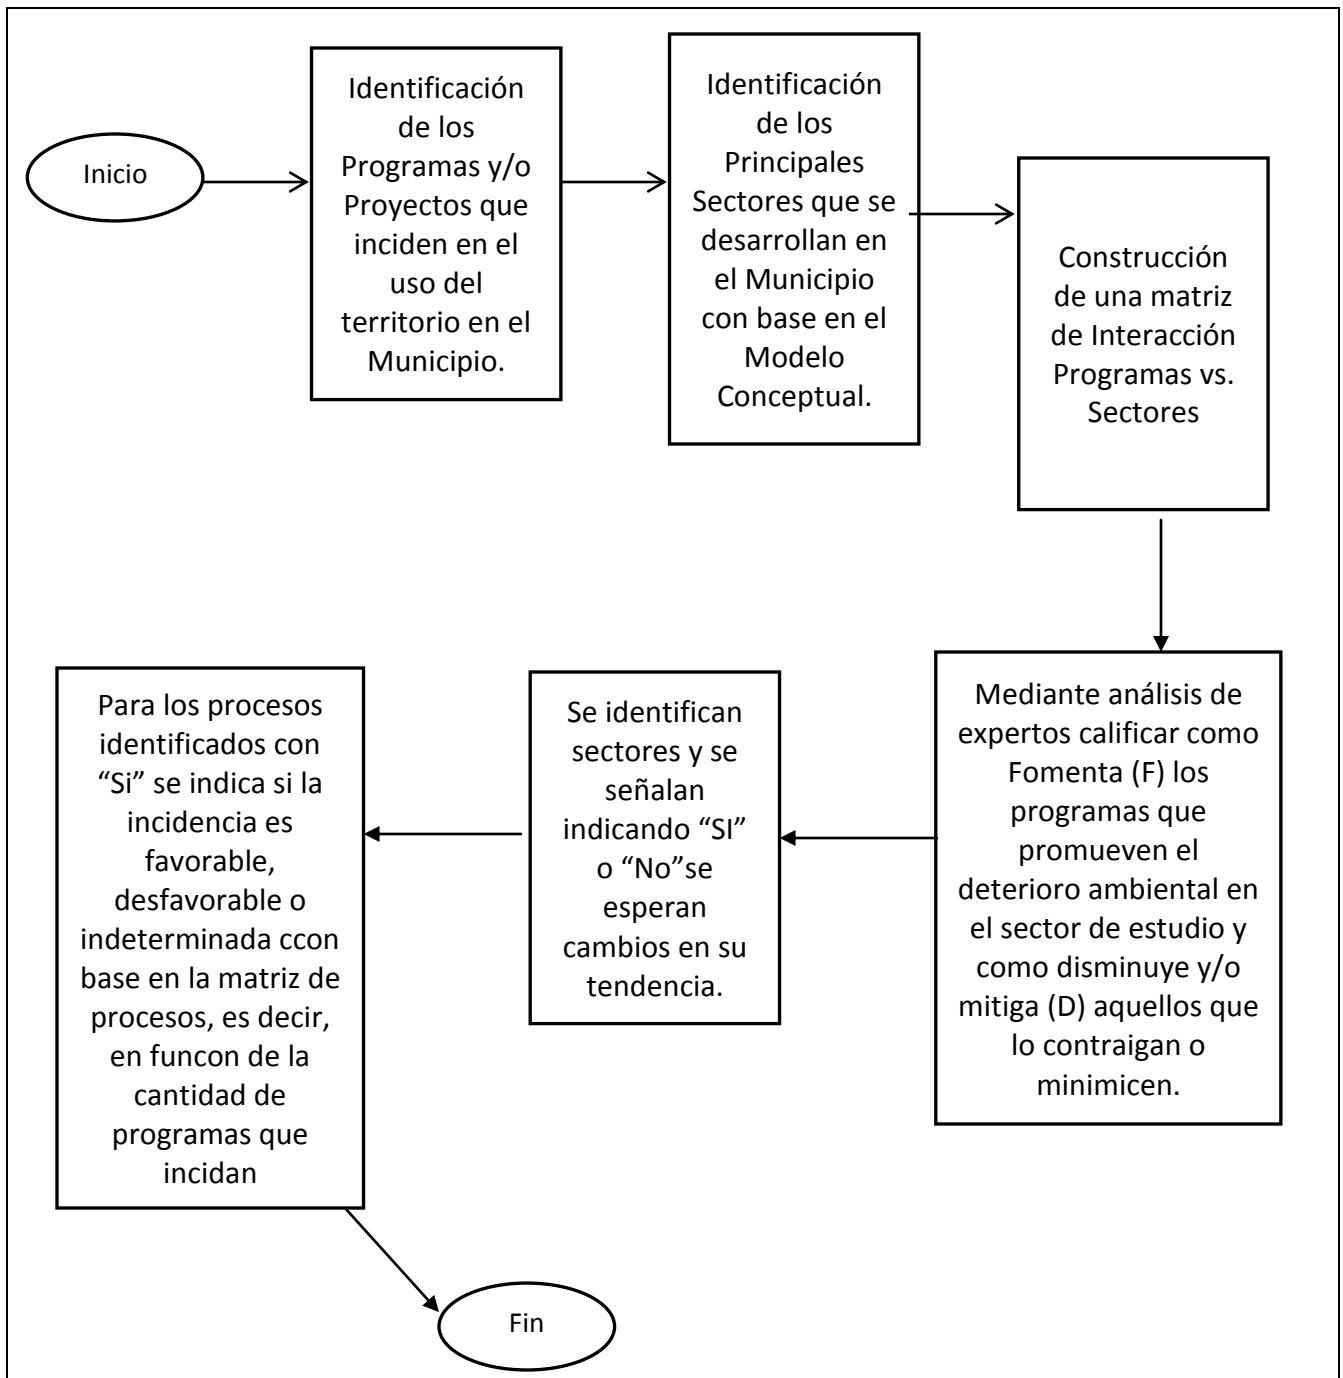 Inicio
Identificación
de los
Programas y/o
Proyectos que
inciden en el
uso del
territorio en el
Municipio.
Identificación
de los
Principales
Sectores que se
desarrollan en
el Municipio
con base en el
Modelo
Conceptual.
Construcción
de una matriz
de Interacción
Programas vs.
Sectores
Mediante análisis de
expertos calificar como
Fomenta (F) los
programas que
promueven el
deterioro ambiental en
el sector de estudio y
como disminuye y/o
mitiga (D) aquellos que
lo contraigan o
minimicen.
Se identifican
sectores y se
señalan
indicando “SI”
o “No”se
esperan
cambios en su
tendencia.
Para los procesos
identificados con
“Si” se indica si la
incidencia es
favorable,
desfavorable o
indeterminada ccon
base en la matriz de
procesos, es decir,
en funcon de la
cantidad de
programas que
incidan
Fin